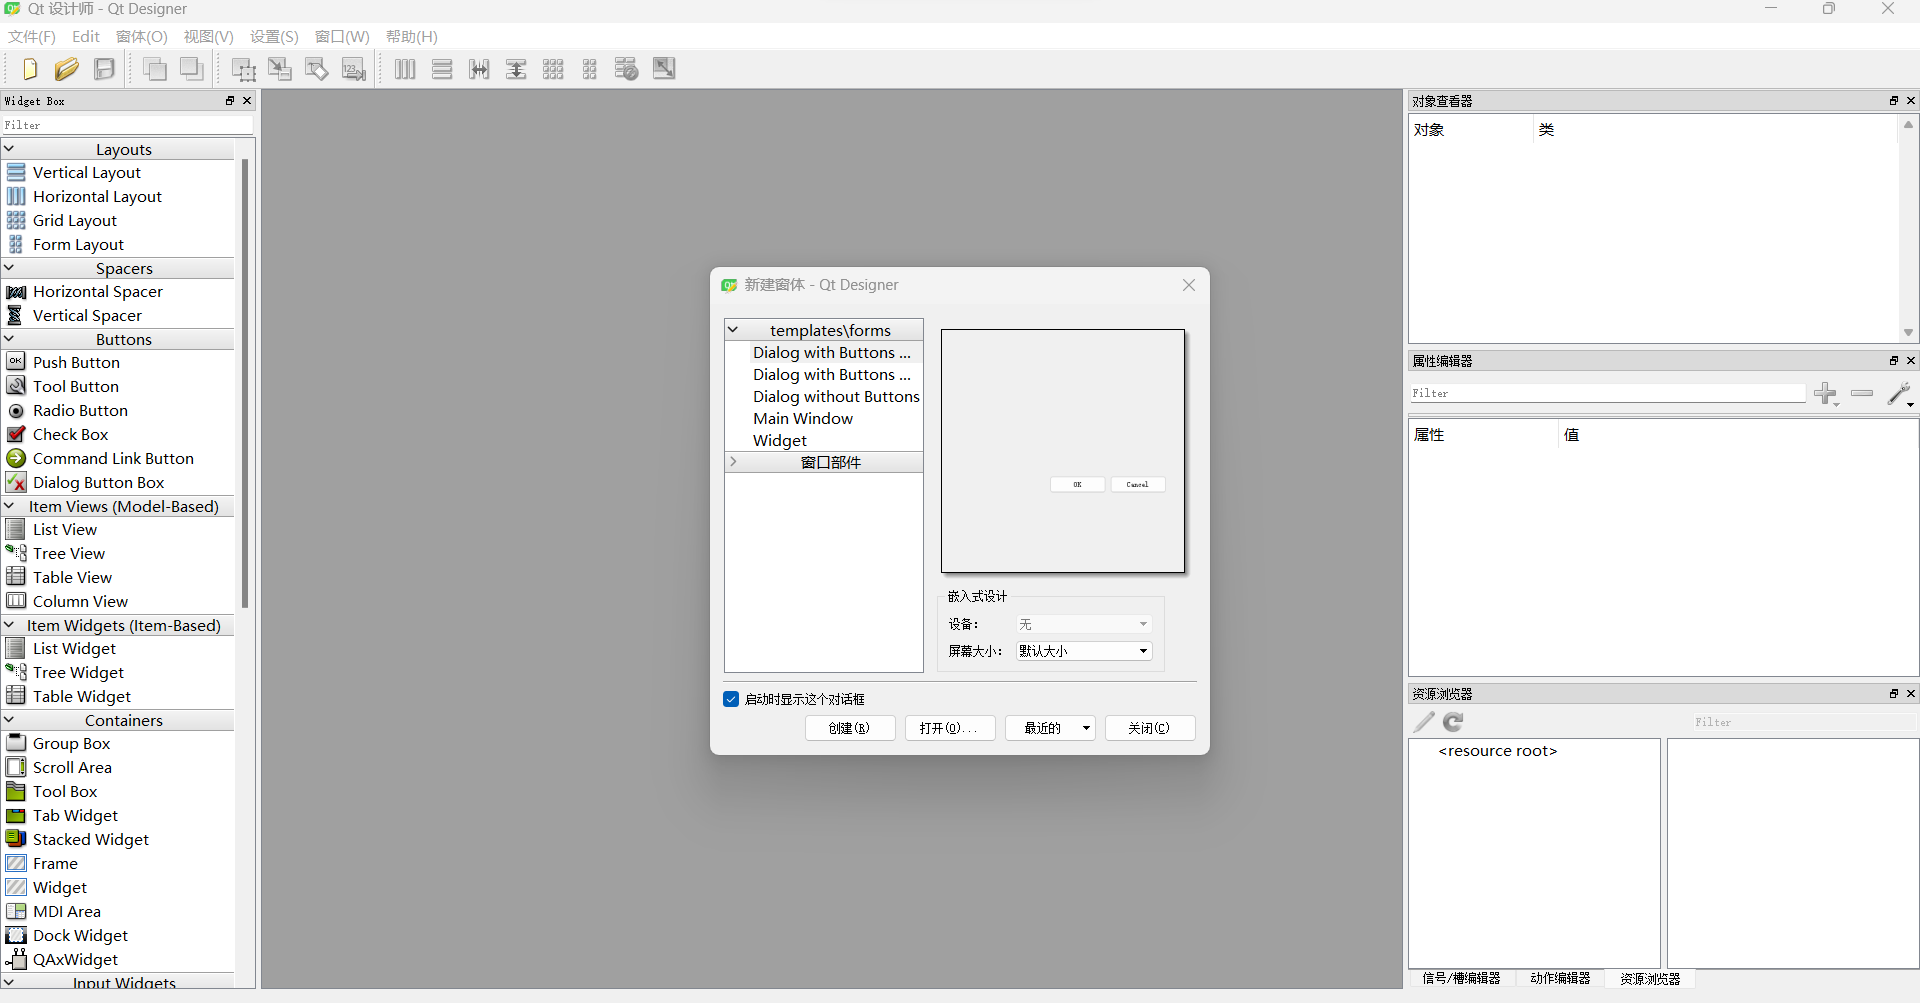 Qt 设计师 - Qt Designer
文件(F) Edit 窗体(O) 视图(V) 设置(S) 窗口(W) 帮助(H)
Widget Box
Filter
Layouts
Vertical Layout
Horizontal Layout
Grid Layout
Form Layout
Spacers
Horizontal Spacer
Vertical Spacer
Buttons
Push Button
Tool Button
Radio Button
Check Box
Command Link Button
Dialog Button Box
Item Views (Model-Based)
List View
Tree View
Table View
Column View
Item Widgets (Item-Based)
List Widget
Tree Widget
Table Widget
Containers
Group Box
Scroll Area
Tool Box
Tab Widget
Stacked Widget
Frame
Widget
MDI Area
Dock Widget
QAxWidget
Input Widgets
新建窗体 - Qt Designer
templates\forms
Dialog with Buttons ...
Dialog with Buttons ...
Dialog without Buttons
Main Window
Widget
窗口部件
OK Cancel
嵌入式设计
设备： 无
屏幕大小： 默认大小
启动时显示这个对话框
创建(R) 打开(O)... 最近的 关闭(C)
对象查看器
对象 类
属性编辑器
Filter
属性 值
资源浏览器
Filter
<resource root>
信号/槽编辑器 动作编辑器 资源浏览器